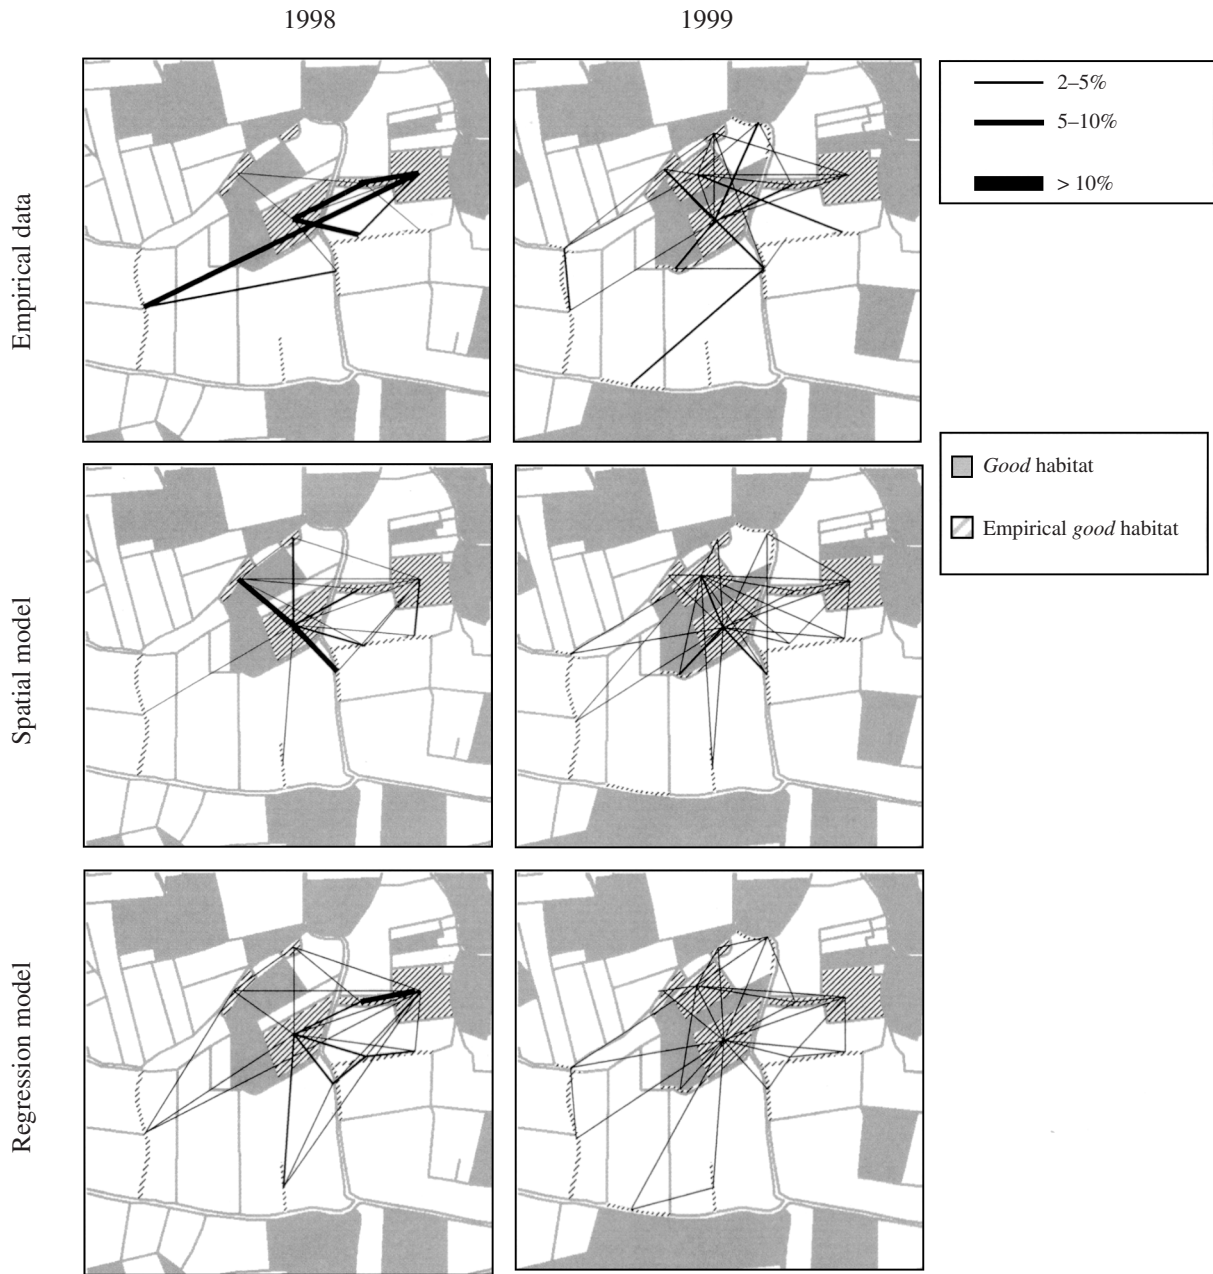 1998
1999
2–5%
5–10%
> 10%
Empirical data
Good habitat
Empirical good habitat
Spatial model
Regression model